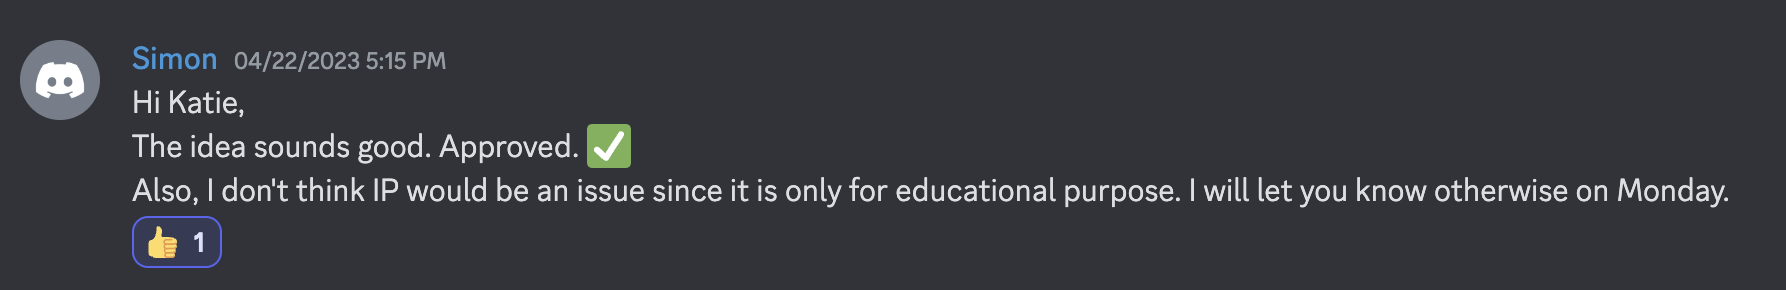 Simon 04/22/2023 5:15 PM
Hi Katie,
The idea sounds good. Approved. ✅
Also, I don't think IP would be an issue since it is only for educational purpose. I will let you know otherwise on Monday.
👍 1